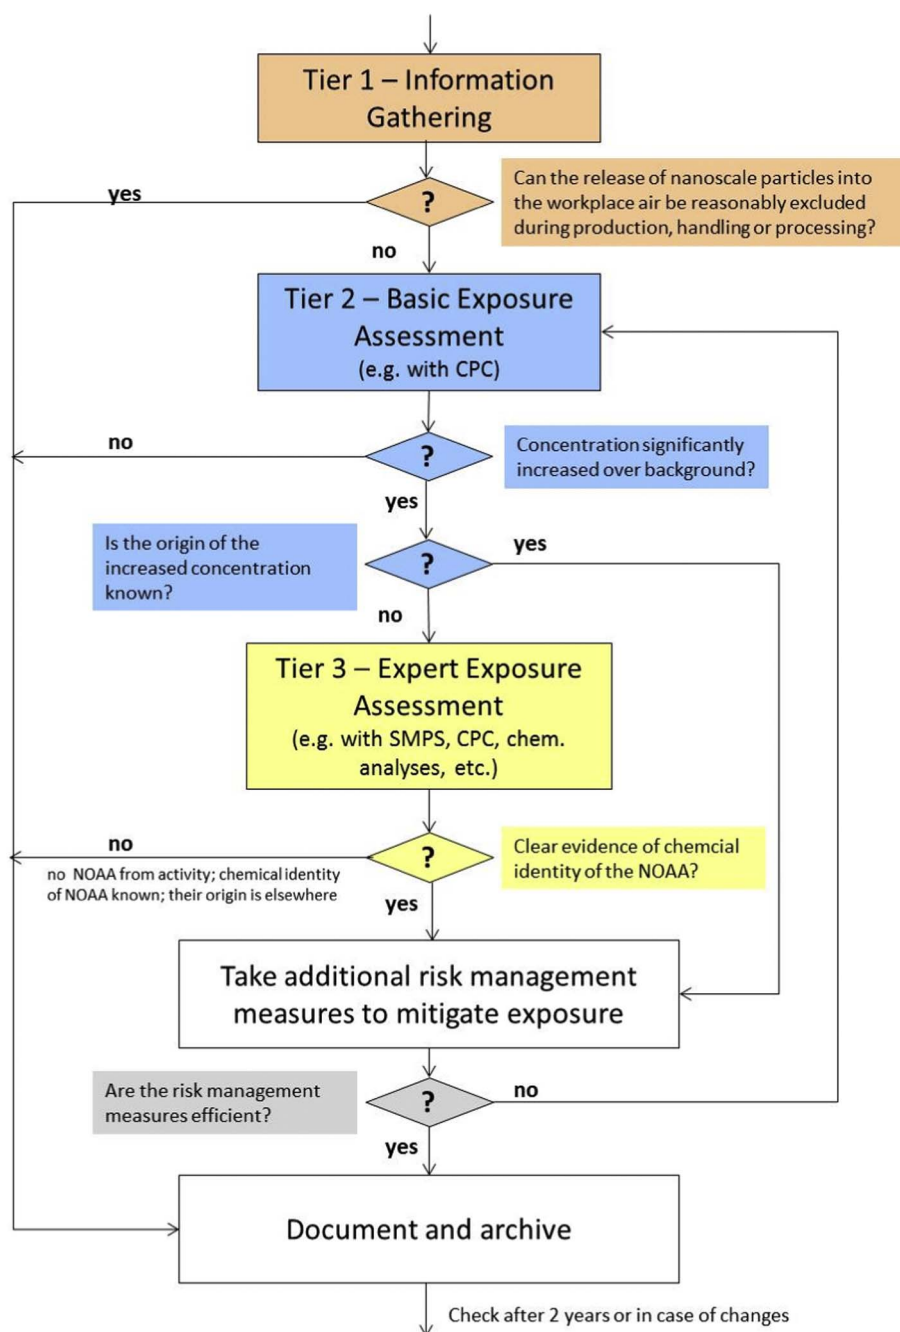 Tier 1 – Information
Gathering
yes
?
Can the release of nanoscale particles into
the workplace air be reasonably excluded
during production, handling or processing?
no
Tier 2 – Basic Exposure
Assessment
(e.g. with CPC)
no
?
Concentration significantly
increased over background?
yes
Is the origin of the
increased concentration
known?
?
yes
no
Tier 3 – Expert Exposure
Assessment
(e.g. with SMPS, CPC, chem.
analyses, etc.)
no
?
Clear evidence of chemcial
identity of the NOAA?
no NOAA from activity; chemical identity
of NOAA known; their origin is elsewhere
yes
Take additional risk management
measures to mitigate exposure
Are the risk management
measures efficient?
?
no
yes
Document and archive
Check after 2 years or in case of changes